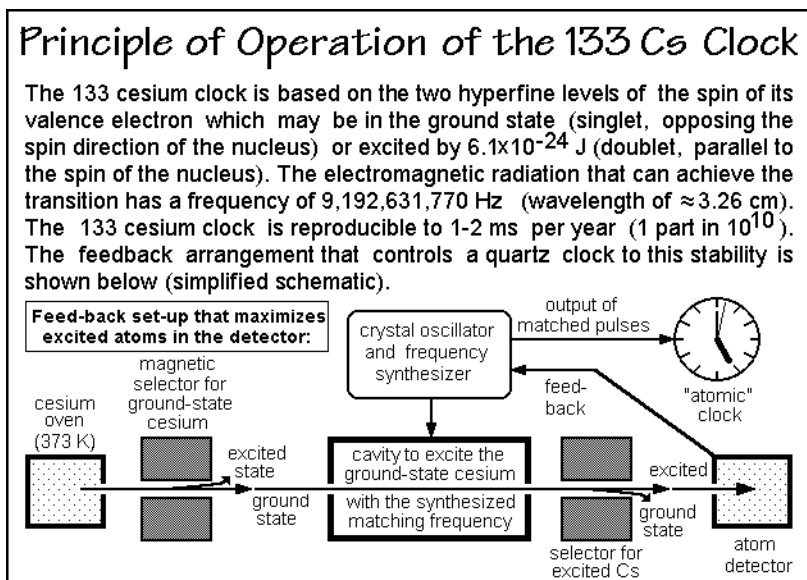 Principle of Operation of the 133 Cs Clock
The 133 cesium clock is based on the two hyperfine levels of the spin of its
valence electron which may be in the ground state (singlet, opposing the
spin direction of the nucleus) or excited by 6.1x10⁻²⁴ J (doublet, parallel to
the spin of the nucleus). The electromagnetic radiation that can achieve the
transition has a frequency of 9,192,631,770 Hz (wavelength of ≈3.26 cm).
The 133 cesium clock is reproducible to 1-2 ms per year (1 part in 10¹⁰).
The feedback arrangement that controls a quartz clock to this stability is
shown below (simplified schematic).
Feed-back set-up that maximizes
excited atoms in the detector:
crystal oscillator
and frequency
synthesizer
output of
matched pulses
"atomic"
clock
feed-
back
cesium
oven
(373 K)
magnetic
selector for
ground-state
cesium
excited
state
ground
state
cavity to excite the
ground-state cesium
with the synthesized
matching frequency
selector for
excited Cs
excited
ground
state
atom
detector